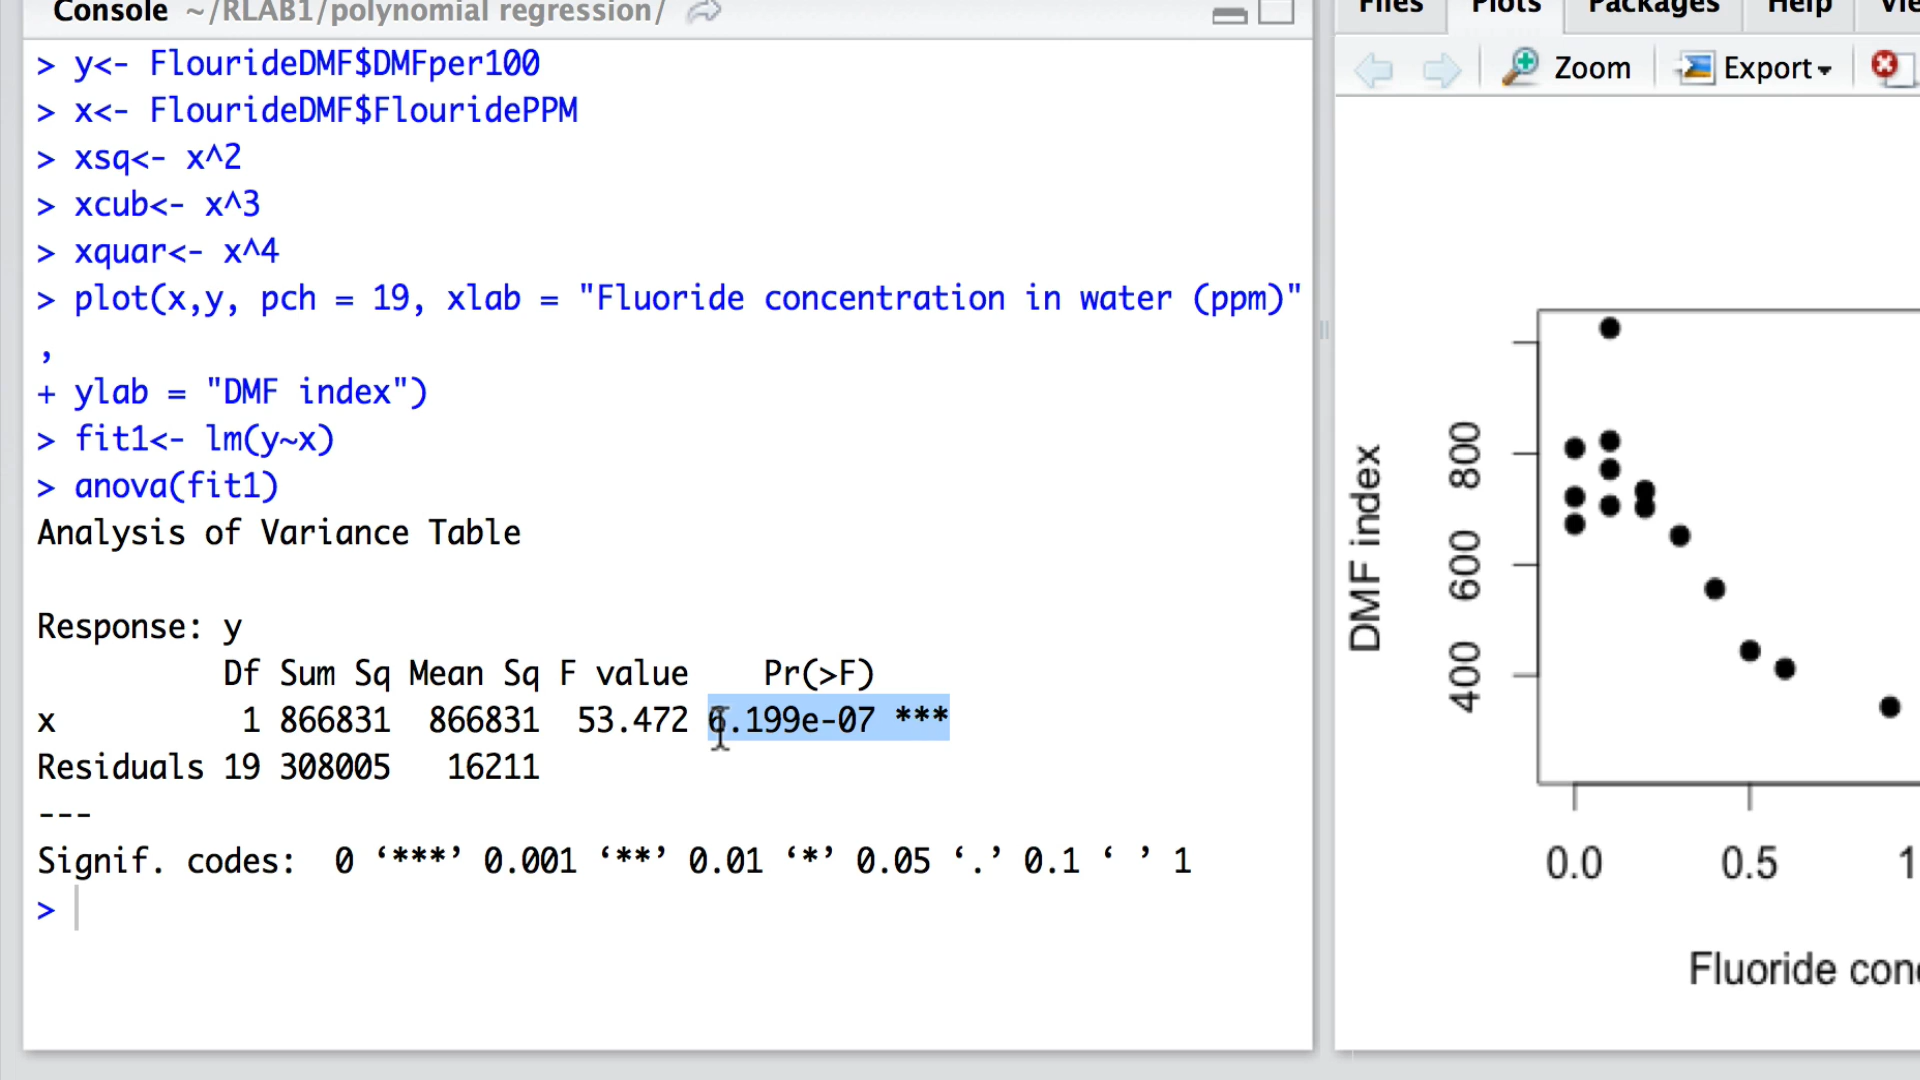 Console ~/RLAB1/polynomial regression/
> y<- FlourideDMF$DMFper100
> x<- FlourideDMF$FlouridePPM
> xsq<- x^2
> xcub<- x^3
> xquar<- x^4
> plot(x,y, pch = 19, xlab = "Fluoride concentration in water (ppm)"
,
+ ylab = "DMF index")
> fit1<- lm(y~x)
> anova(fit1)
Analysis of Variance Table
Response: y
Df Sum Sq Mean Sq F value Pr(>F)
x 1 866831 866831 53.472 6.199e-07 ***
Residuals 19 308005 16211
---
Signif. codes: 0 ‘***’ 0.001 ‘**’ 0.01 ‘*’ 0.05 ‘.’ 0.1 ‘ ’ 1
>
Files Plots Packages Help
Zoom Export
DMF index
800
600
400
0.0 0.5 1
Fluoride con